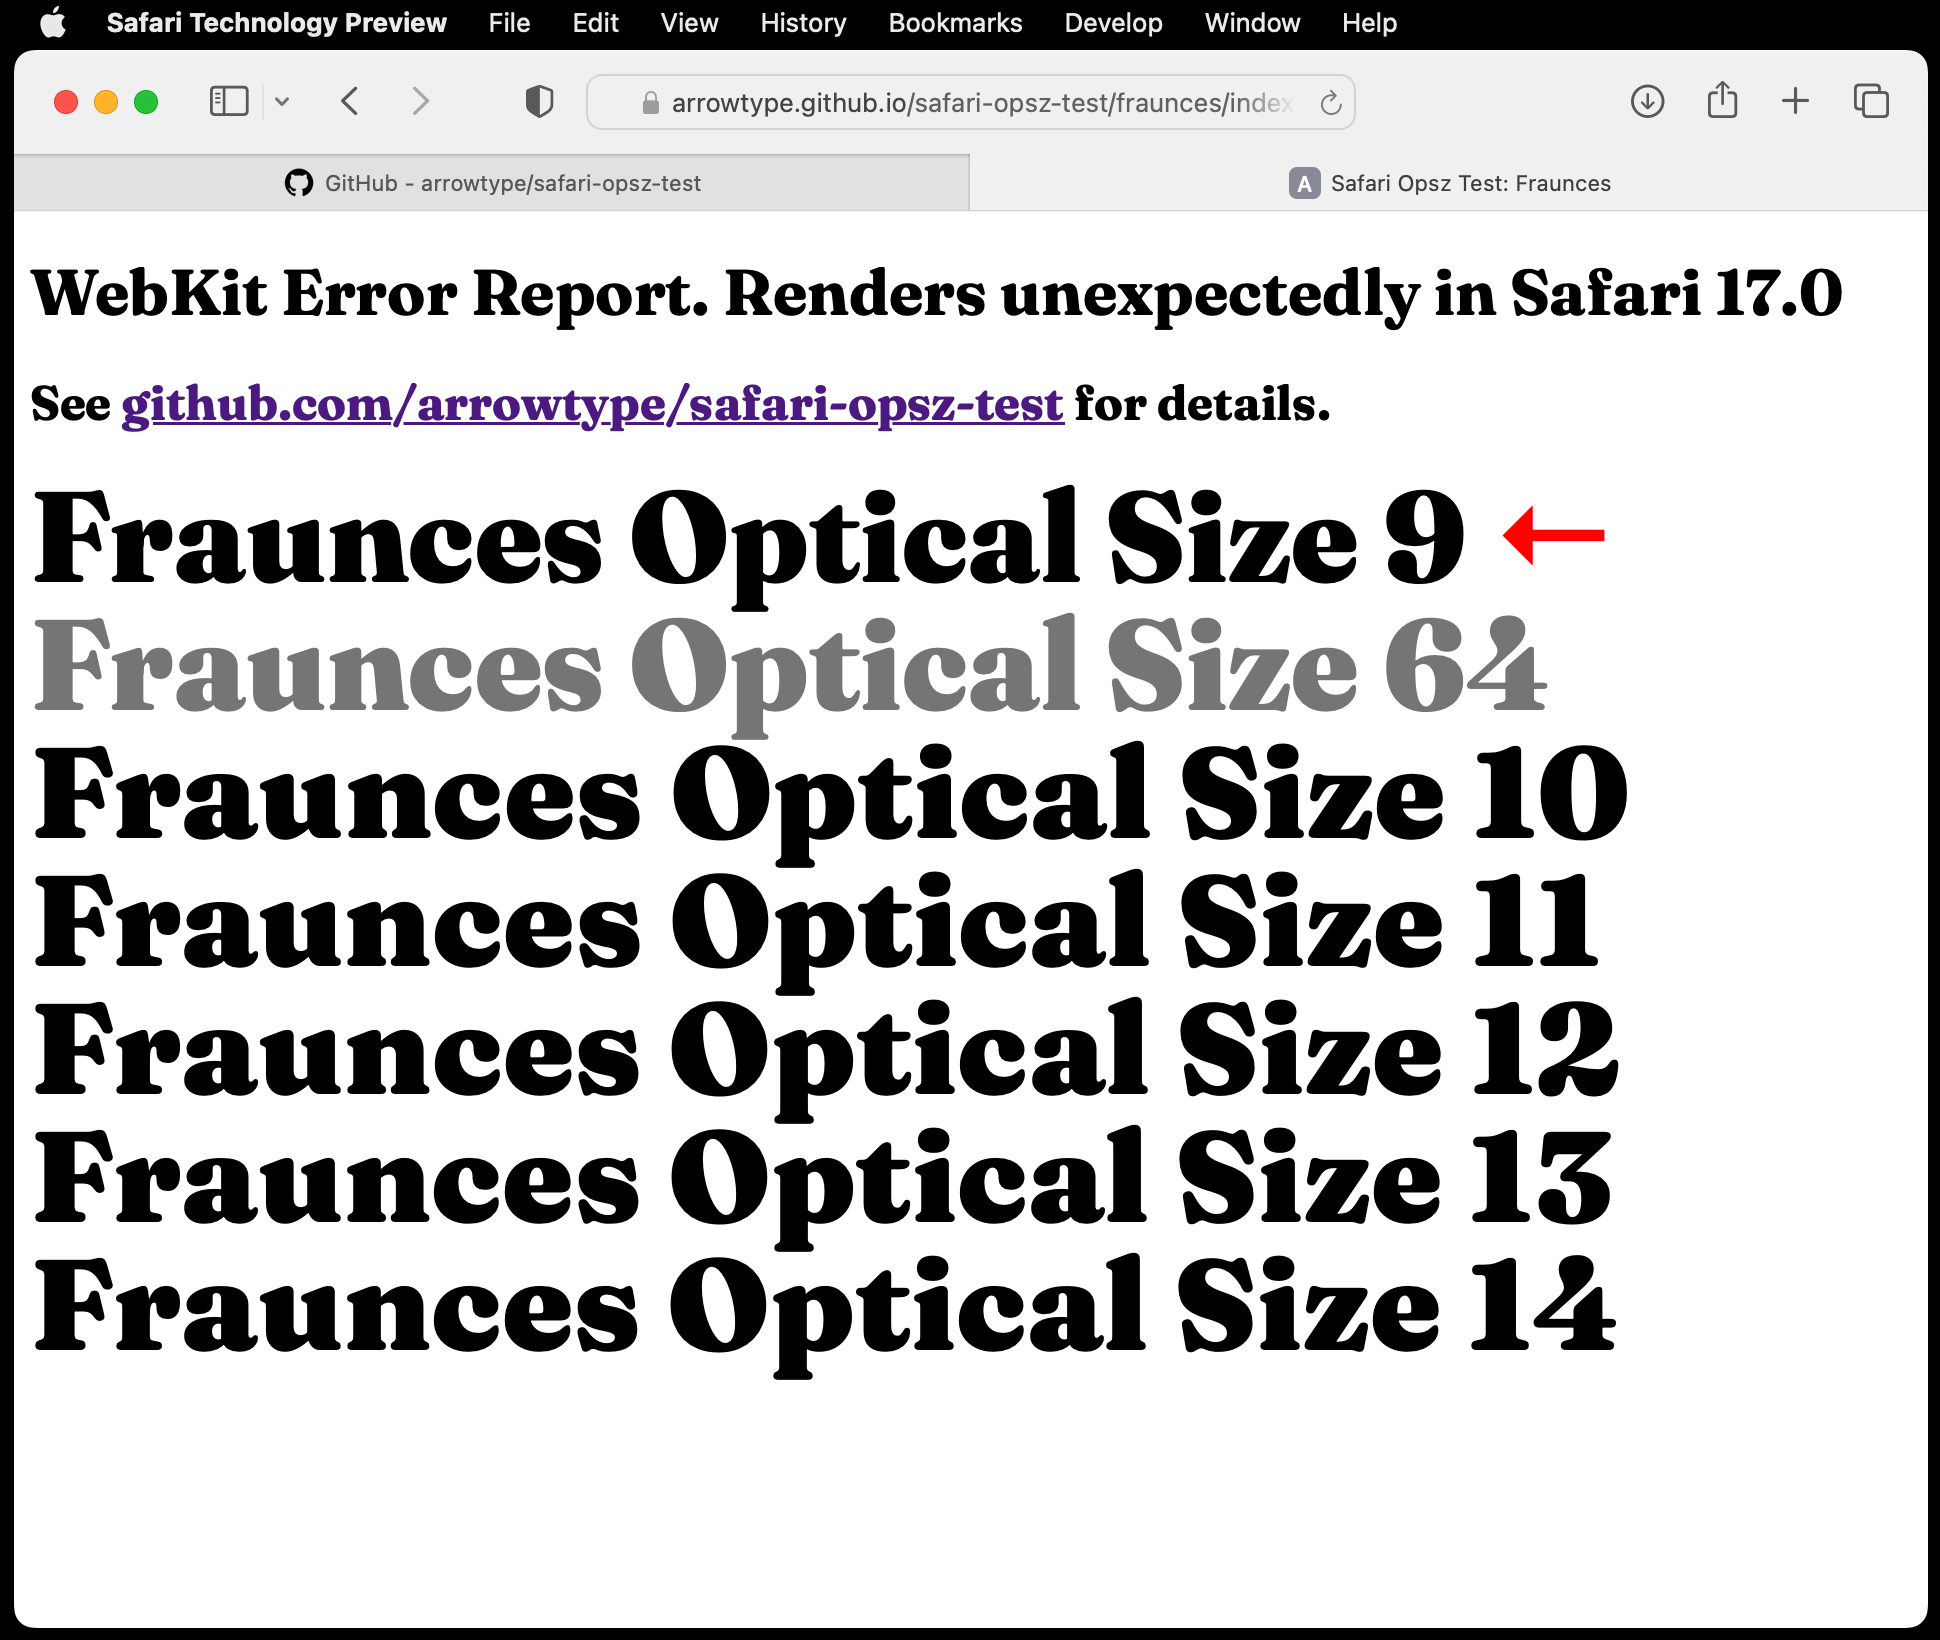 Safari Technology Preview File Edit View History Bookmarks Develop Window Help
arrowtype.github.io/safari-opsz-test/fraunces/index
GitHub - arrowtype/safari-opsz-test
A Safari Opsz Test: Fraunces
WebKit Error Report. Renders unexpectedly in Safari 17.0
See github.com/arrowtype/safari-opsz-test for details.
Fraunces Optical Size 9
Fraunces Optical Size 64
Fraunces Optical Size 10
Fraunces Optical Size 11
Fraunces Optical Size 12
Fraunces Optical Size 13
Fraunces Optical Size 14